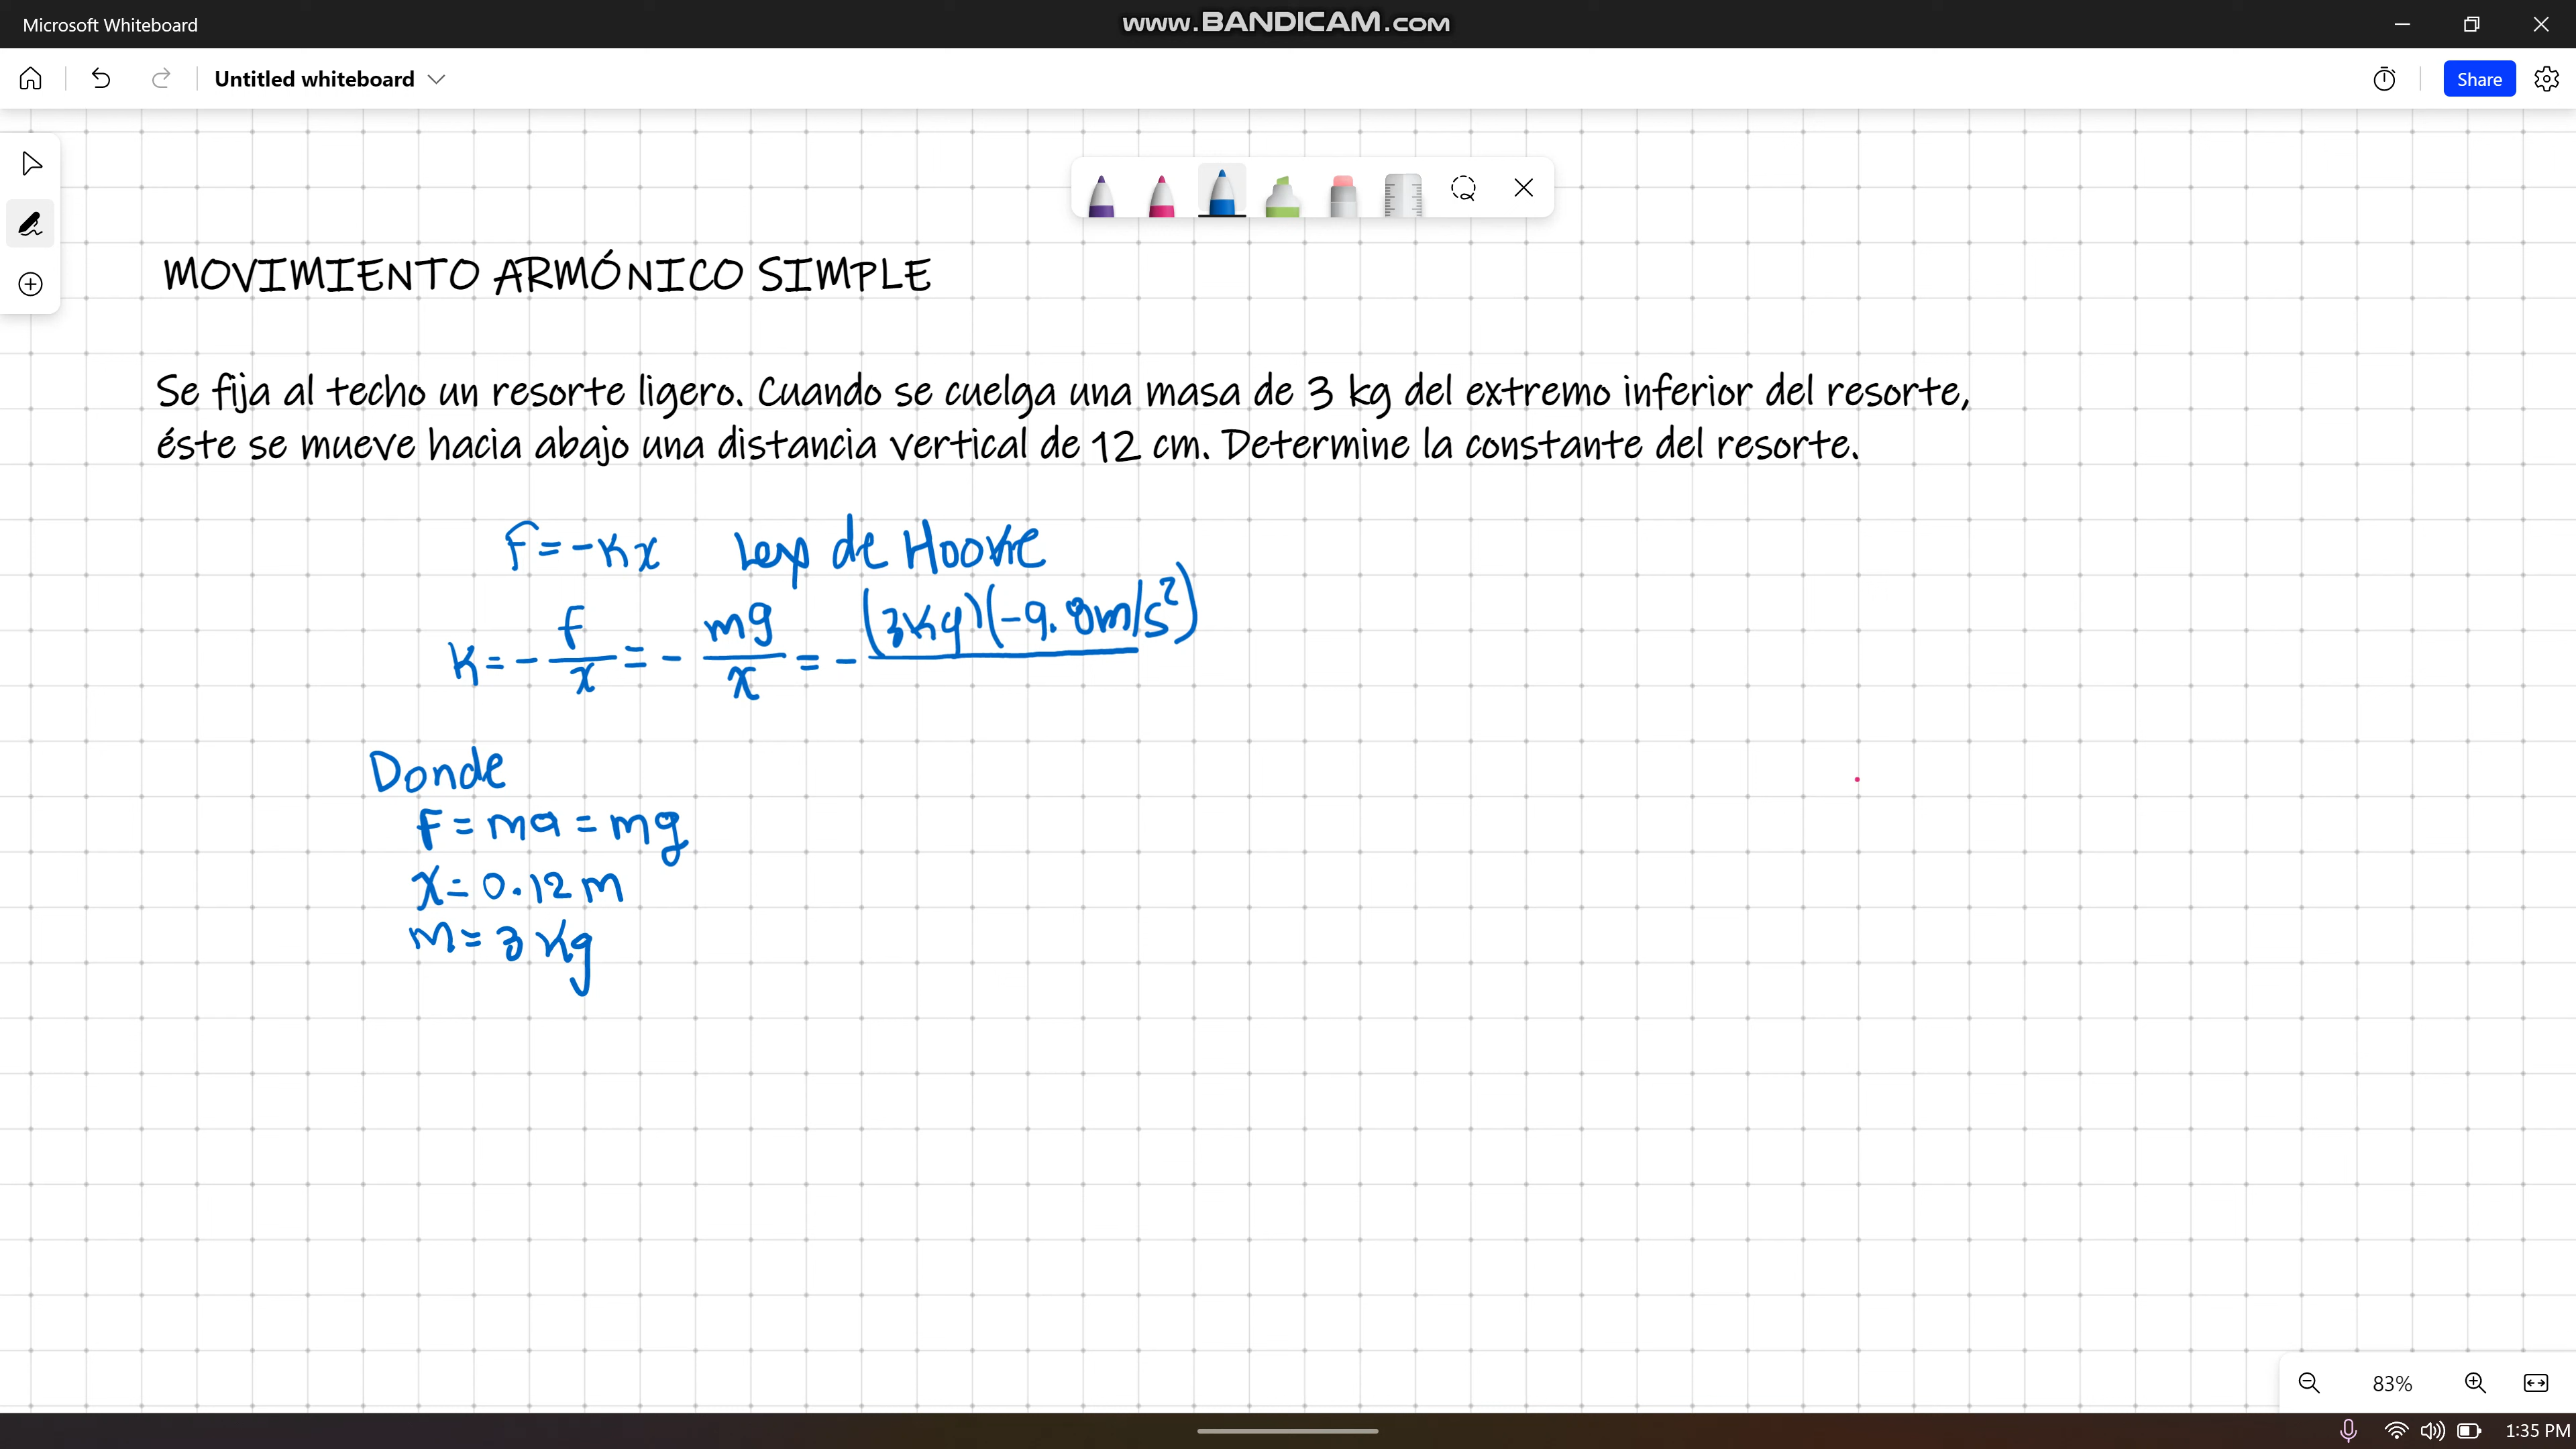 Microsoft Whiteboard
www.BANDICAM.com
Untitled whiteboard
Share
MOVIMIENTO ARMÓNICO SIMPLE
Se fija al techo un resorte ligero. Cuando se cuelga una masa de 3 kg del extremo inferior del resorte,
éste se mueve hacia abajo una distancia vertical de 12 cm. Determine la constante del resorte.
F = -Kx Ley de Hooke
K = - f/x = - mg/x = - (3Kg)(-9.8m/s²)
Donde
F = ma = mg
x = 0.12 m
m = 3 Kg
83%
1:35 PM